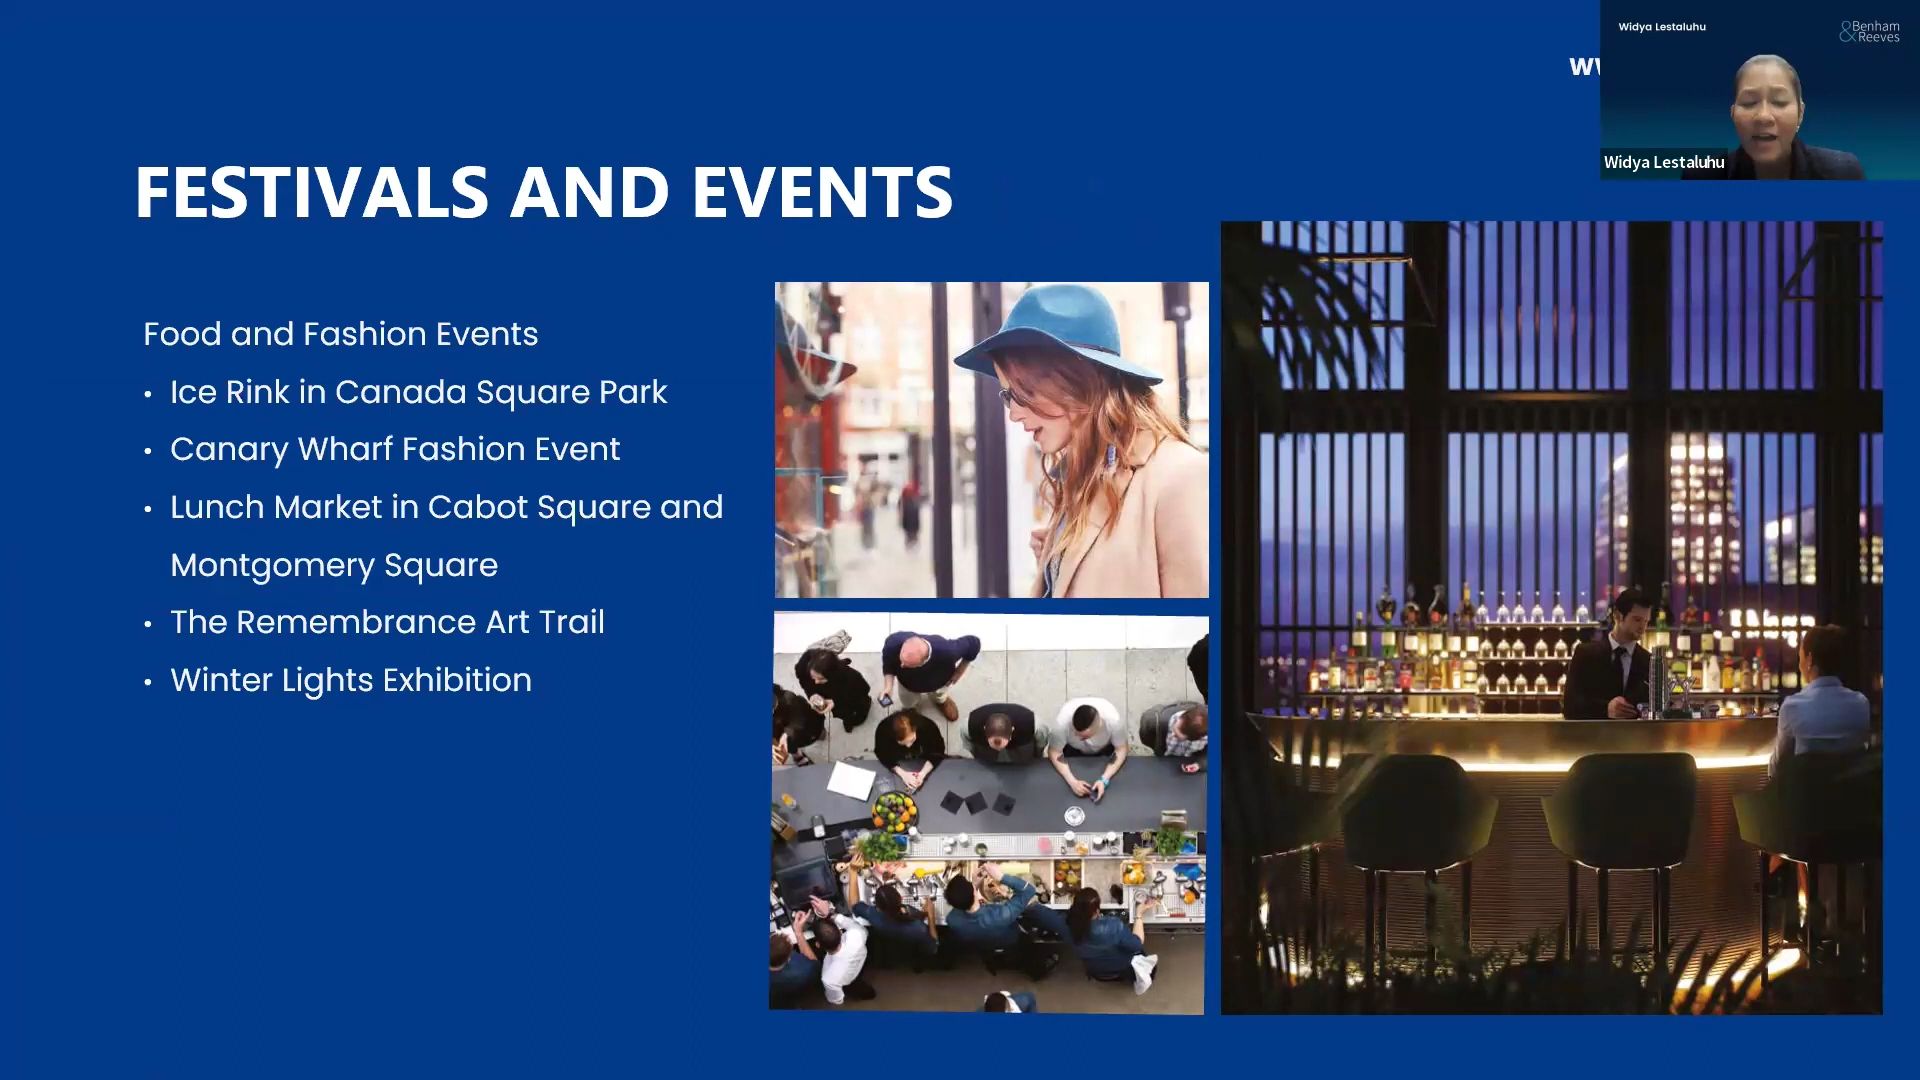 Widya Lestaluhu
Benham
& Reeves
Widya Lestaluhu
FESTIVALS AND EVENTS
Food and Fashion Events
• Ice Rink in Canada Square Park
• Canary Wharf Fashion Event
• Lunch Market in Cabot Square and
Montgomery Square
• The Remembrance Art Trail
• Winter Lights Exhibition